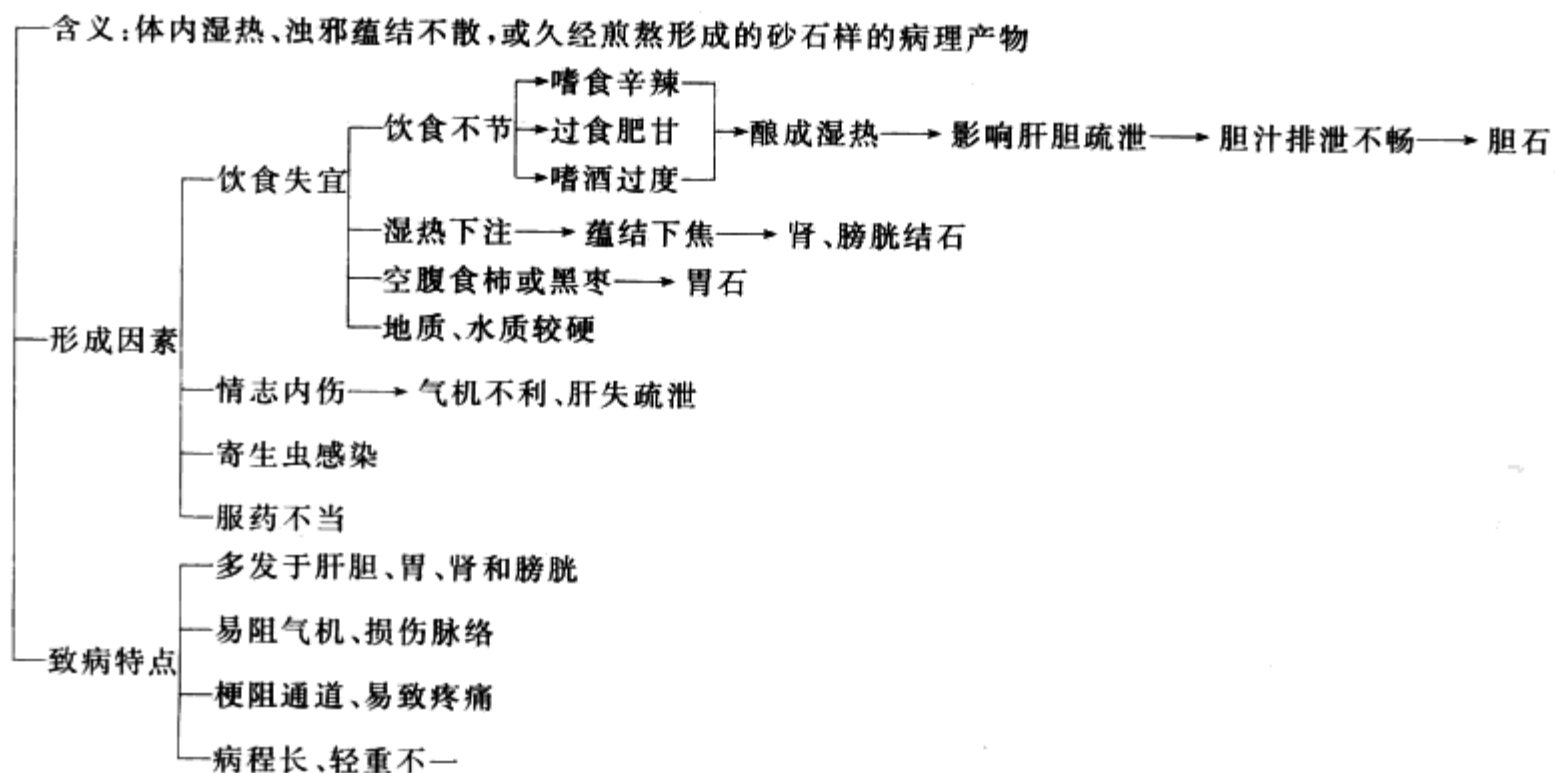 含义：体内湿热、浊邪蕴结不散，或久经煎熬形成的砂石样的病理产物
嗜食辛辣
饮食不节 过食肥甘 酿成湿热 影响肝胆疏泄 胆汁排泄不畅 胆石
嗜酒过度
饮食失宜
湿热下注 蕴结下焦 肾、膀胱结石
空腹食柿或黑枣 胃石
地质、水质较硬
形成因素
情志内伤 气机不利、肝失疏泄
寄生虫感染
服药不当
多发于肝胆、胃、肾和膀胱
易阻气机、损伤脉络
致病特点
梗阻通道、易致疼痛
病程长、轻重不一